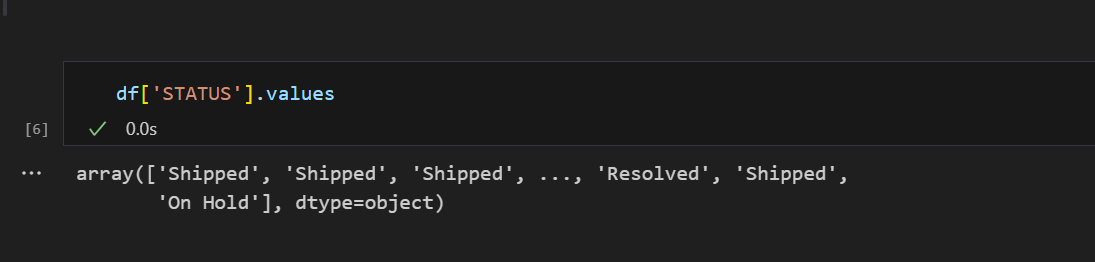 df['STATUS'].values
[6]
0.0s
... array(['Shipped', 'Shipped', 'Shipped', ..., 'Resolved', 'Shipped',
'On Hold'], dtype=object)